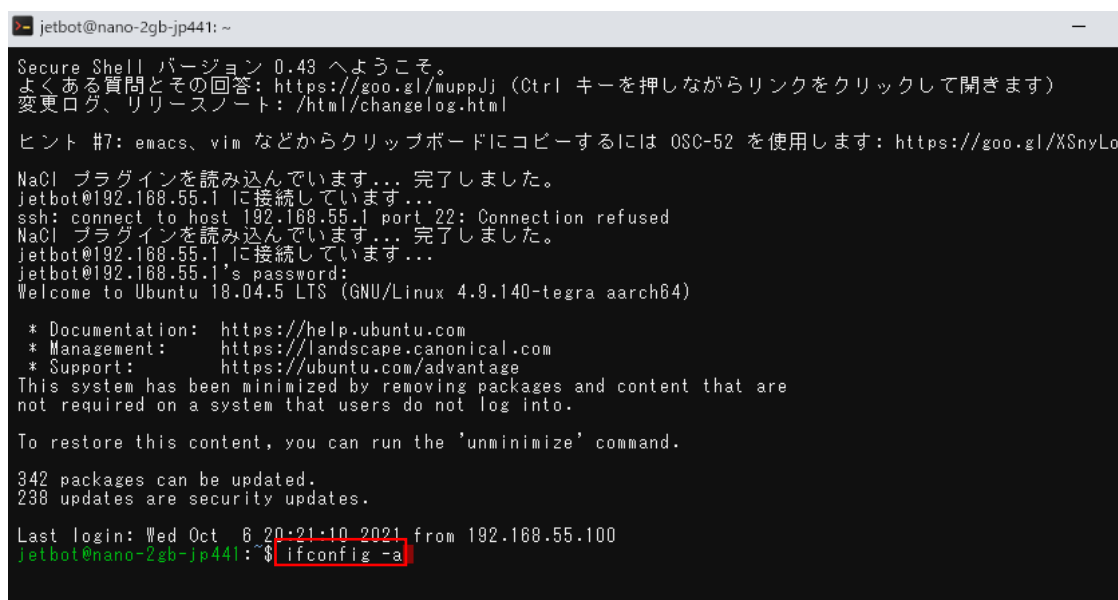 jetbot@nano-2gb-jp441: ~
Secure Shell バージョン 0.43 へようこそ。
よくある質問とその回答: https://goo.gl/muppJj (Ctrl キーを押しながらリンクをクリックして開きます)
変更ログ、リリースノート: /html/changelog.html
ヒント #7: emacs、vim などからクリップボードにコピーするには OSC-52 を使用します: https://goo.gl/XSnyLo
NaCl プラグインを読み込んでいます... 完了しました。
jetbot@192.168.55.1 に接続しています...
ssh: connect to host 192.168.55.1 port 22: Connection refused
NaCl プラグインを読み込んでいます... 完了しました。
jetbot@192.168.55.1 に接続しています...
jetbot@192.168.55.1's password:
Welcome to Ubuntu 18.04.5 LTS (GNU/Linux 4.9.140-tegra aarch64)
* Documentation: https://help.ubuntu.com
* Management: https://landscape.canonical.com
* Support: https://ubuntu.com/advantage
This system has been minimized by removing packages and content that are
not required on a system that users do not log into.
To restore this content, you can run the 'unminimize' command.
342 packages can be updated.
238 updates are security updates.
Last login: Wed Oct 6 20:21:10 2021 from 192.168.55.100
jetbot@nano-2gb-jp441:~$ ifconfig -a